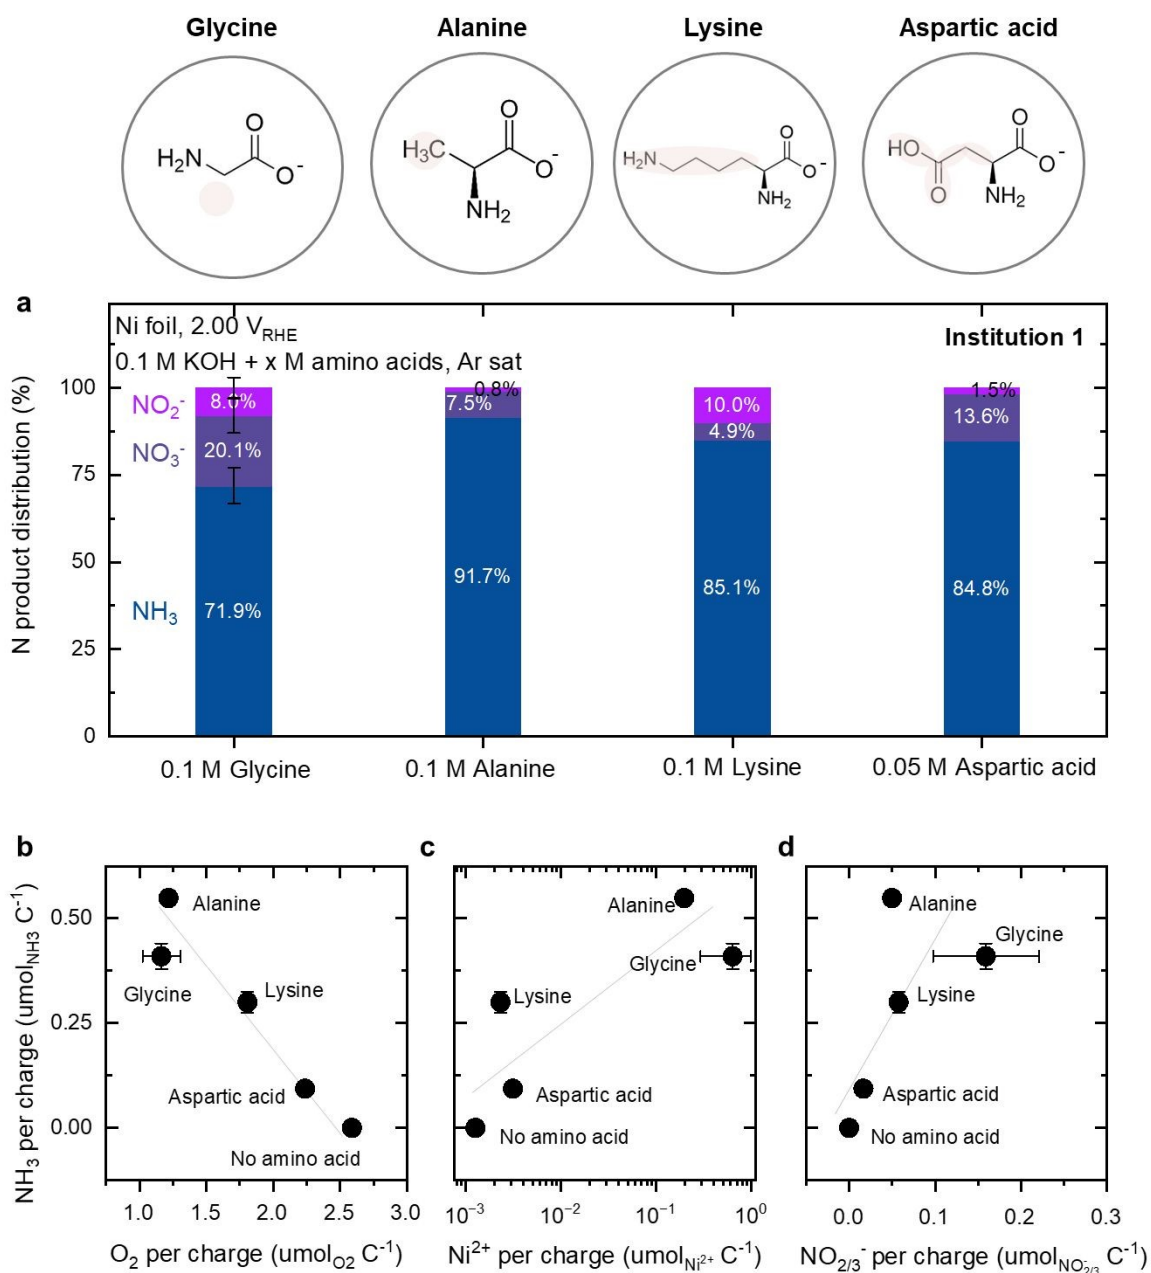 Glycine Alanine Lysine Aspartic acid
H₂N O O⁻
H₃C O O⁻ NH₂
H₂N O O⁻ NH₂
HO O O O⁻ NH₂
a
Ni foil, 2.00 V_RHE
Institution 1
0.1 M KOH + x M amino acids, Ar sat
N product distribution (%)
100
75
50
25
0
NO₂⁻
NO₃⁻
NH₃
20.1%
71.9%
0.8%
7.5%
91.7%
10.0%
4.9%
85.1%
1.5%
13.6%
84.8%
0.1 M Glycine 0.1 M Alanine 0.1 M Lysine 0.05 M Aspartic acid
b
NH₃ per charge (umol_NH3 C⁻¹)
0.50
0.25
0.00
Alanine
Glycine
Lysine
Aspartic acid
No amino acid
1.0 1.5 2.0 2.5 3.0
O₂ per charge (umol_O2 C⁻¹)
c
Alanine
Glycine
Lysine
Aspartic acid
No amino acid
10⁻³ 10⁻² 10⁻¹ 10⁰
Ni²⁺ per charge (umol_Ni²⁺ C⁻¹)
d
Alanine
Glycine
Lysine
Aspartic acid
No amino acid
0.0 0.1 0.2 0.3
NO₂/₃⁻ per charge (umol_NO₂/₃⁻ C⁻¹)